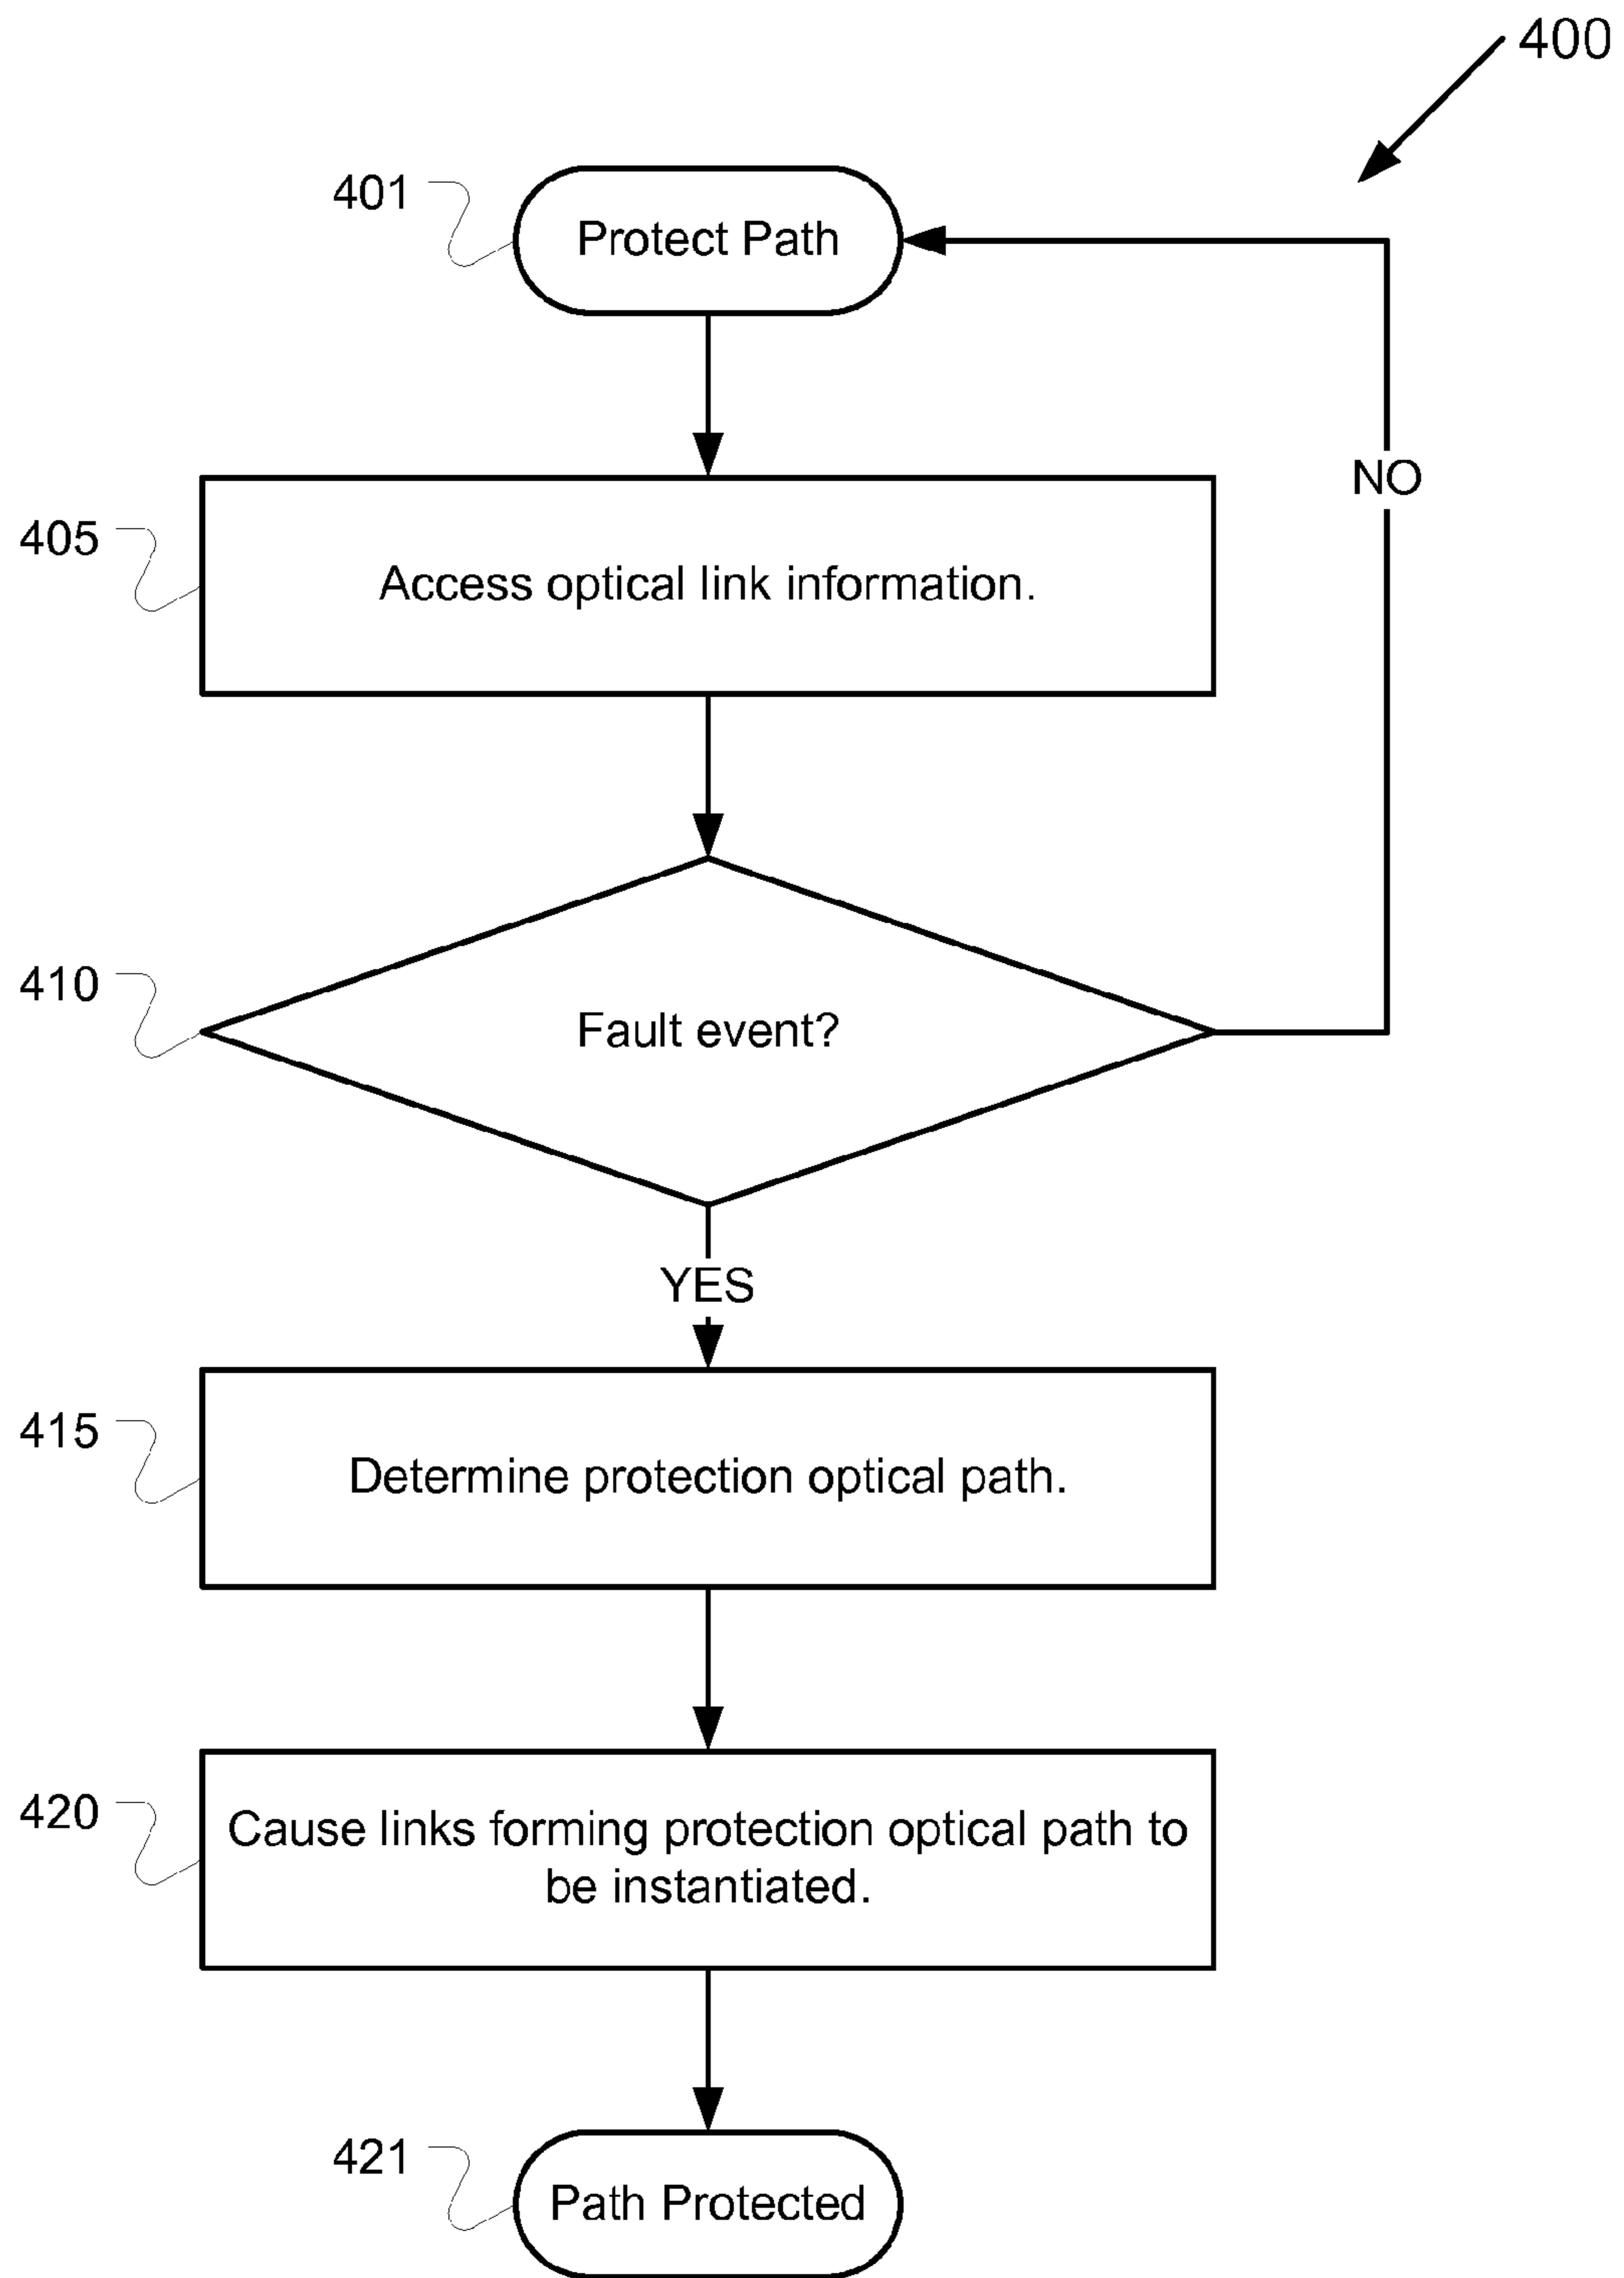 400
401
Protect Path
NO
405
Access optical link information.
410
Fault event?
YES
415
Determine protection optical path.
420
Cause links forming protection optical path to
be instantiated.
421
Path Protected